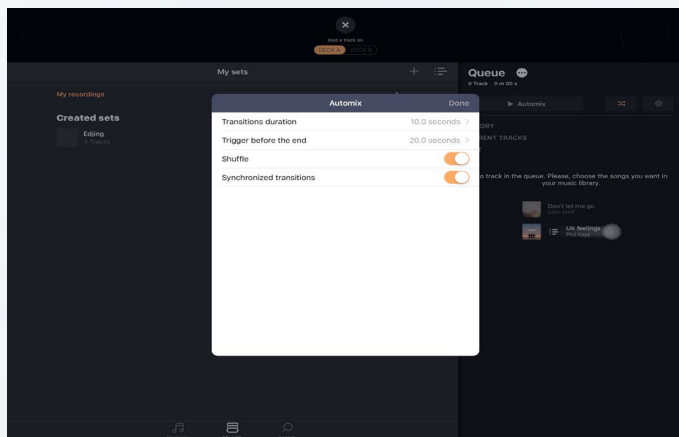 load a track on
DECK A DECK B
My sets
Queue
0 Track 0 m 00 s
My recordings
Automix
Created sets
Edjing
4 Tracks
Automix
Done
Transitions duration
10.0 seconds
Trigger before the end
20.0 seconds
Shuffle
Synchronized transitions
ORY
ENT TRACKS
o track in the queue. Please, choose the songs you want in
your music library.
Don't let me go
UK feelings